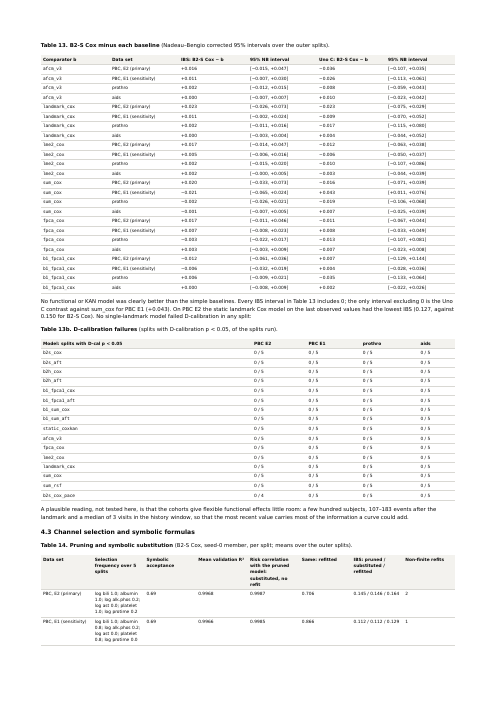 Table 13. B2-S Cox minus each baseline (Nadeau-Bengio corrected 95% intervals over the outer splits).
Comparator b Data set IBS: B2-S Cox − b 95% NB interval Uno C: B2-S Cox − b 95% NB interval
afcm_v3 PBC, E2 (primary) +0.016 [−0.015, +0.047] −0.036 [−0.107, +0.035]
afcm_v3 PBC, E1 (sensitivity) +0.011 [−0.007, +0.030] −0.026 [−0.113, +0.061]
afcm_v3 prothro +0.002 [−0.012, +0.015] −0.008 [−0.059, +0.043]
afcm_v3 aids +0.000 [−0.007, +0.007] +0.010 [−0.023, +0.042]
landmark_cox PBC, E2 (primary) +0.023 [−0.026, +0.073] −0.023 [−0.075, +0.029]
landmark_cox PBC, E1 (sensitivity) +0.011 [−0.002, +0.024] −0.009 [−0.070, +0.052]
landmark_cox prothro +0.002 [−0.011, +0.016] −0.017 [−0.115, +0.080]
landmark_cox aids +0.000 [−0.003, +0.004] +0.004 [−0.044, +0.052]
lme2_cox PBC, E2 (primary) +0.017 [−0.014, +0.047] −0.012 [−0.063, +0.038]
lme2_cox PBC, E1 (sensitivity) +0.005 [−0.006, +0.016] −0.006 [−0.050, +0.037]
lme2_cox prothro +0.002 [−0.015, +0.020] −0.010 [−0.107, +0.086]
lme2_cox aids +0.002 [−0.000, +0.005] −0.003 [−0.044, +0.039]
sum_cox PBC, E2 (primary) +0.020 [−0.033, +0.073] −0.016 [−0.071, +0.039]
sum_cox PBC, E1 (sensitivity) −0.021 [−0.065, +0.024] +0.043 [+0.011, +0.076]
sum_cox prothro −0.002 [−0.026, +0.021] −0.019 [−0.106, +0.068]
sum_cox aids −0.001 [−0.007, +0.005] +0.007 [−0.025, +0.039]
fpca_cox PBC, E2 (primary) +0.017 [−0.011, +0.046] −0.011 [−0.067, +0.044]
fpca_cox PBC, E1 (sensitivity) +0.007 [−0.008, +0.023] +0.008 [−0.033, +0.049]
fpca_cox prothro −0.003 [−0.022, +0.017] −0.013 [−0.107, +0.081]
fpca_cox aids +0.003 [−0.003, +0.009] −0.007 [−0.023, +0.008]
b1_fpca1_cox PBC, E2 (primary) −0.012 [−0.061, +0.036] +0.007 [−0.129, +0.144]
b1_fpca1_cox PBC, E1 (sensitivity) −0.006 [−0.032, +0.019] +0.004 [−0.028, +0.036]
b1_fpca1_cox prothro +0.006 [−0.009, +0.021] −0.035 [−0.133, +0.064]
b1_fpca1_cox aids +0.000 [−0.008, +0.009] +0.002 [−0.022, +0.026]
No functional or KAN model was clearly better than the simple baselines. Every IBS interval in Table 13 includes 0; the only interval excluding 0 is the Uno
C contrast against sum_cox for PBC E1 (+0.043). On PBC E2 the static landmark Cox model on the last observed values had the lowest IBS (0.127, against
0.150 for B2-S Cox). No single-landmark model failed D-calibration in any split:
Table 13b. D-calibration failures (splits with D-calibration p < 0.05, of the splits run).
Model: splits with D-cal p < 0.05 PBC E2 PBC E1 prothro aids
b2s_cox 0 / 5 0 / 5 0 / 5 0 / 5
b2s_aft 0 / 5 0 / 5 0 / 5 0 / 5
b2h_cox 0 / 5 0 / 5 0 / 5 0 / 5
b2h_aft 0 / 5 0 / 5 0 / 5 0 / 5
b1_fpca1_cox 0 / 5 0 / 5 0 / 5 0 / 5
b1_fpca1_aft 0 / 5 0 / 5 0 / 5 0 / 5
b1_sum_cox 0 / 5 0 / 5 0 / 5 0 / 5
b1_sum_aft 0 / 5 0 / 5 0 / 5 0 / 5
static_coxkan 0 / 5 0 / 5 0 / 5 0 / 5
afcm_v3 0 / 5 0 / 5 0 / 5 0 / 5
fpca_cox 0 / 5 0 / 5 0 / 5 0 / 5
lme2_cox 0 / 5 0 / 5 0 / 5 0 / 5
landmark_cox 0 / 5 0 / 5 0 / 5 0 / 5
sum_cox 0 / 5 0 / 5 0 / 5 0 / 5
sum_rsf 0 / 5 0 / 5 0 / 5 0 / 5
b2s_cox_pace 0 / 4 0 / 5 0 / 5 0 / 5
A plausible reading, not tested here, is that the cohorts give flexible functional effects little room: a few hundred subjects, 107–183 events after the
landmark and a median of 3 visits in the history window, so that the most recent value carries most of the information a curve could add.
4.3 Channel selection and symbolic formulas
Table 14. Pruning and symbolic substitution (B2-S Cox, seed-0 member, per split; means over the outer splits).
Data set Selection frequency over 5 splits Symbolic acceptance Mean validation R² Risk correlation with the pruned model: substituted, no refit Same: refitted IBS: pruned / substituted / refitted Non-finite refits
PBC, E2 (primary) log bili 1.0; albumin 1.0; log alk.phos 0.2; log ast 0.0; platelet 1.0; log protime 0.2 0.69 0.9968 0.9987 0.706 0.145 / 0.146 / 0.164 2
PBC, E1 (sensitivity) log bili 1.0; albumin 0.8; log alk.phos 0.2; log ast 0.0; platelet 0.8; log protime 0.0 0.69 0.9966 0.9985 0.866 0.112 / 0.112 / 0.129 1